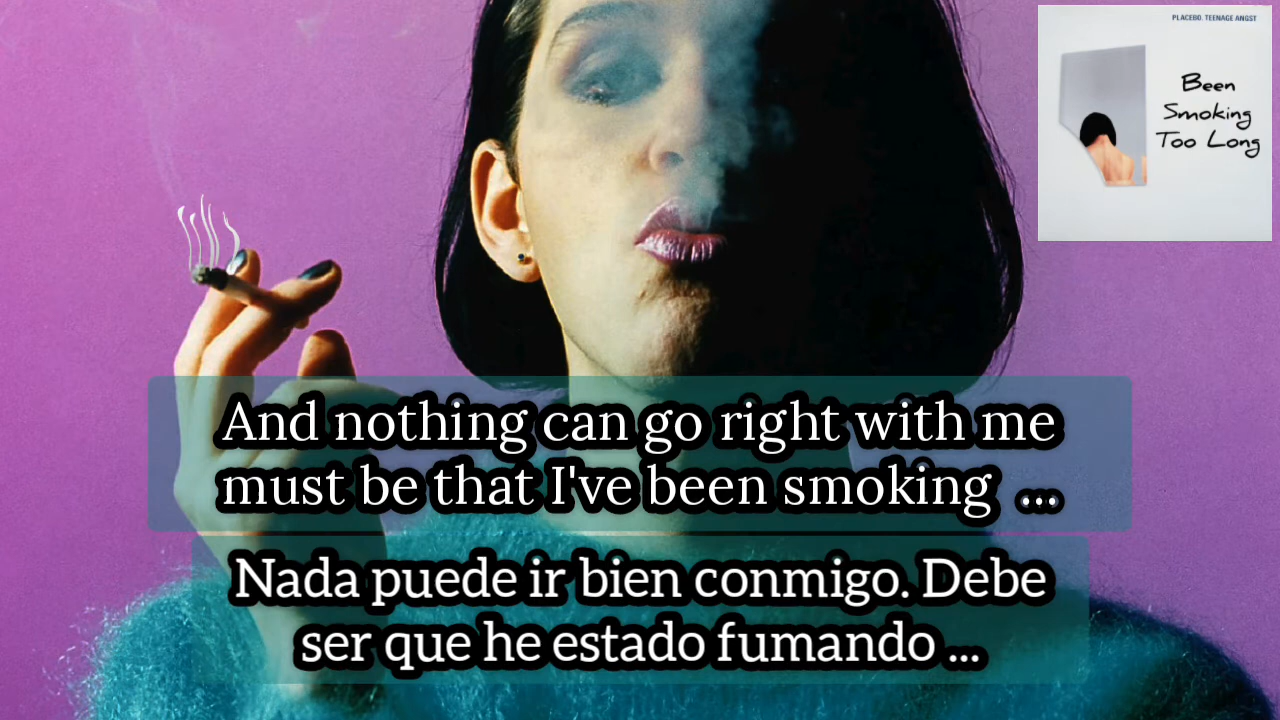 PLACEBO. TEENAGE ANGST
Been
Smoking
Too Long
And nothing can go right with me
must be that I've been smoking ...
Nada puede ir bien conmigo. Debe
ser que he estado fumando ...